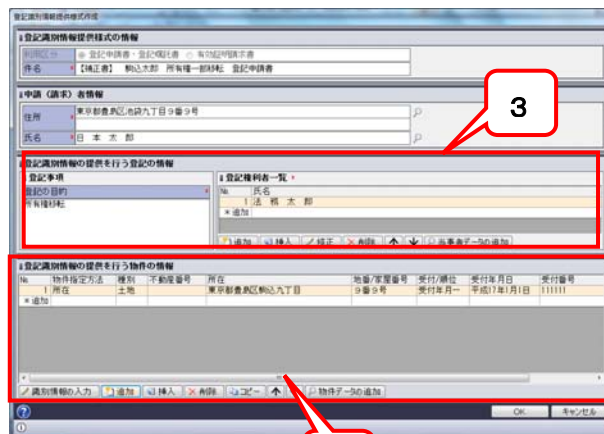 登記識別情報提供様式作成
登記識別情報提供様式の情報
利用区分 登記申請書・登記嘱託書 有効証明請求書
件名 * 【補正書】 駒込太郎 所有権一部移転 登記申請書
申請（請求）者情報
住所 * 東京都豊島区池袋九丁目９番９号
氏名 * 日 本 太 郎
3
登記識別情報の提供を行う登記の情報
登記事項
登記の目的 *
所有権移転
登記権利者一覧 *
No. 氏名
1 法 務 太 郎
* 追加
追加 挿入 修正 削除 ↑ ↓ 当事者データの追加
登記識別情報の提供を行う物件の情報
No. 物件指定方法 種別 不動産番号 所在 地番/家屋番号 受付/順位 受付年月日 受付番号
1 所在 土地 東京都豊島区駒込九丁目 ９番９号 受付年月－ 平成17年1月1日 111111
* 追加
識別情報の入力 追加 挿入 削除 コピー ↑ 物件データの追加
OK キャンセル